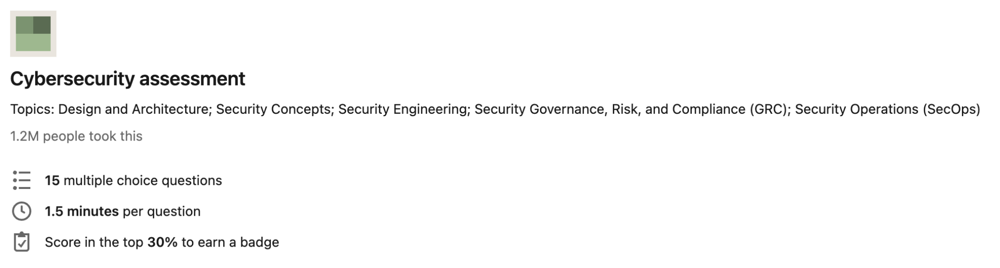 Cybersecurity assessment
Topics: Design and Architecture; Security Concepts; Security Engineering; Security Governance, Risk, and Compliance (GRC); Security Operations (SecOps)
1.2M people took this
15 multiple choice questions
1.5 minutes per question
Score in the top 30% to earn a badge